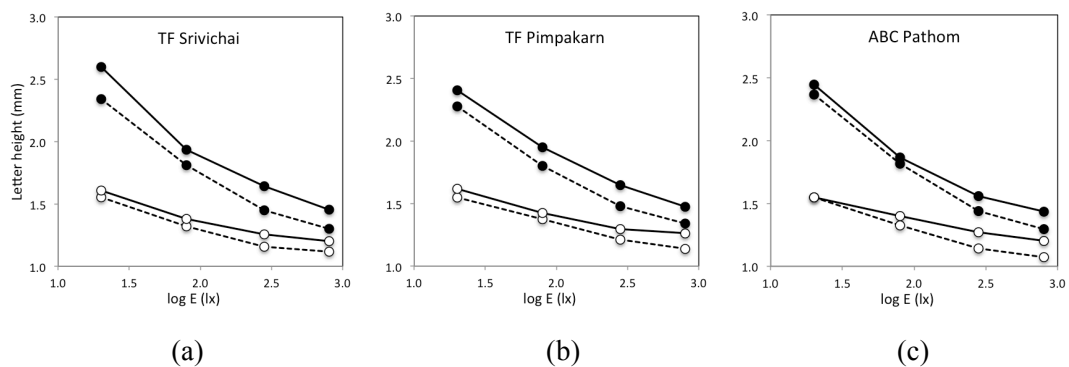 TF Srivichai
3.0
2.5
2.0
1.5
1.0
Letter height (mm)
1.0 1.5 2.0 2.5 3.0
log E (lx)
(a)
TF Pimpakarn
3.0
2.5
2.0
1.5
1.0
1.0 1.5 2.0 2.5 3.0
log E (lx)
(b)
ABC Pathom
3.0
2.5
2.0
1.5
1.0
1.0 1.5 2.0 2.5 3.0
log E (lx)
(c)